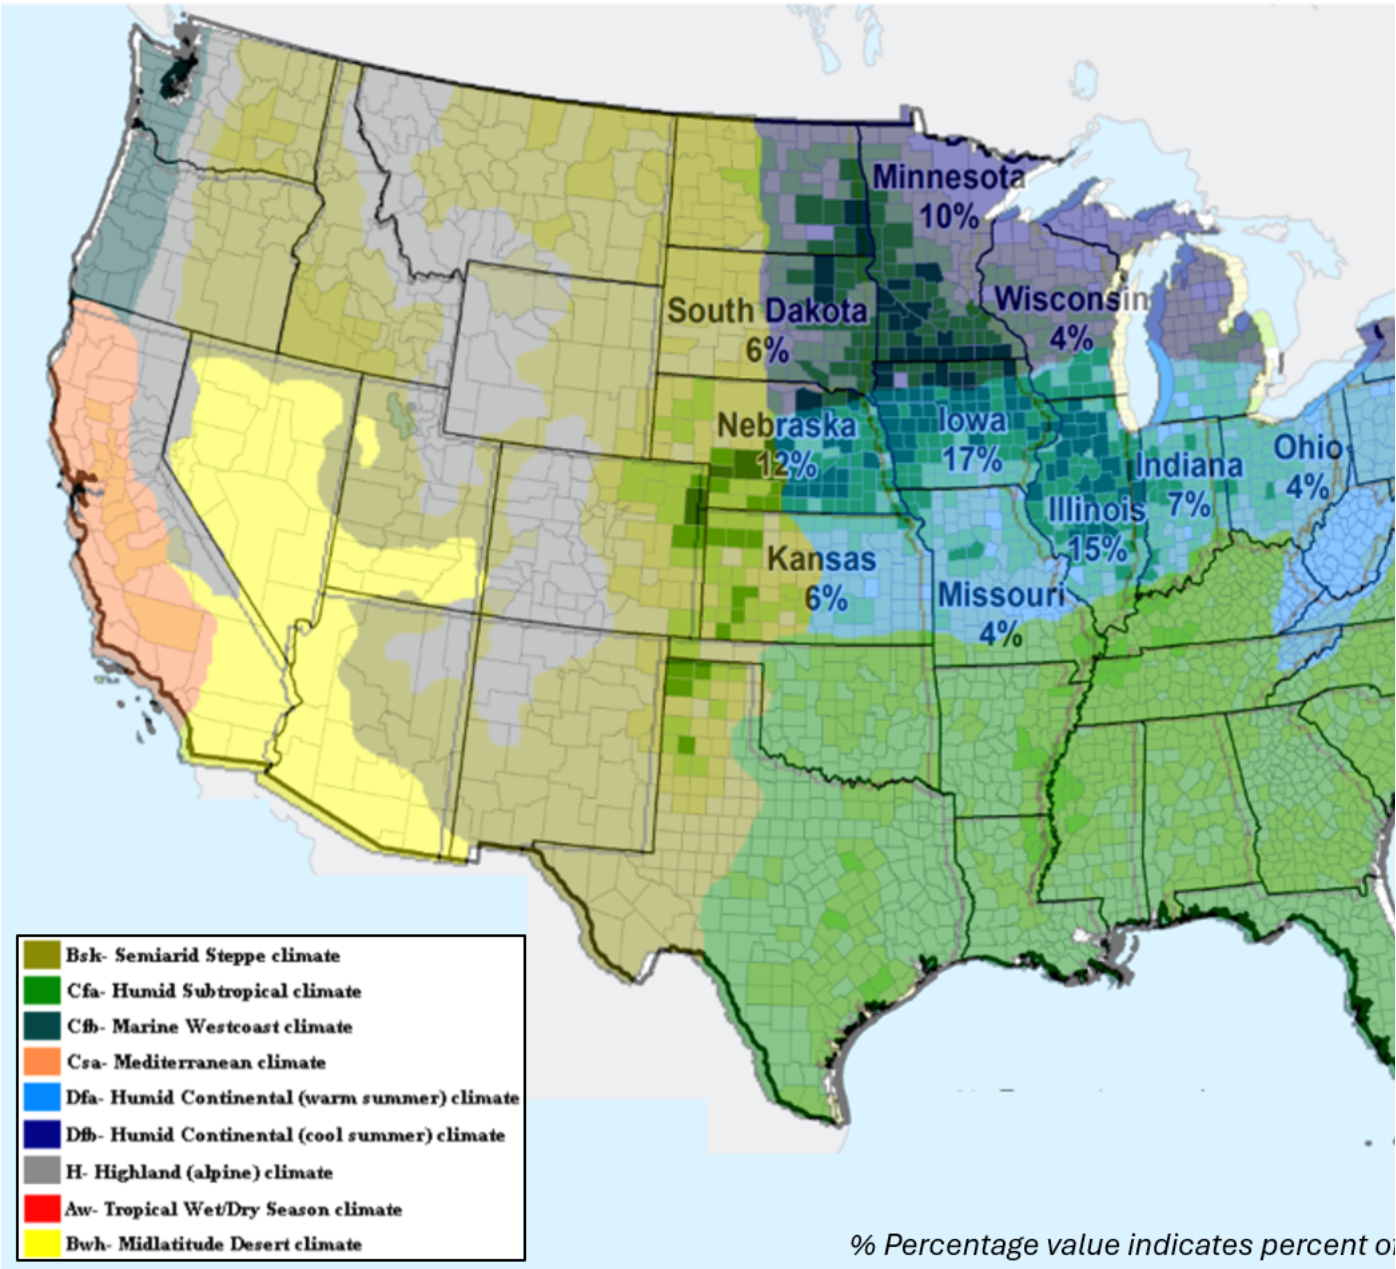 Minnesota
10%
South Dakota
6%
Wisconsin
4%
Nebraska
12%
Iowa
17%
Illinois
15%
Indiana
7%
Ohio
4%
Kansas
6%
Missouri
4%
Bsk- Semiarid Steppe climate
Cfa- Humid Subtropical climate
Cfb- Marine Westcoast climate
Csa- Mediterranean climate
Dfa- Humid Continental (warm summer) climate
Dfb- Humid Continental (cool summer) climate
H- Highland (alpine) climate
Aw- Tropical Wet/Dry Season climate
Bwh- Midlatitude Desert climate
% Percentage value indicates percent of